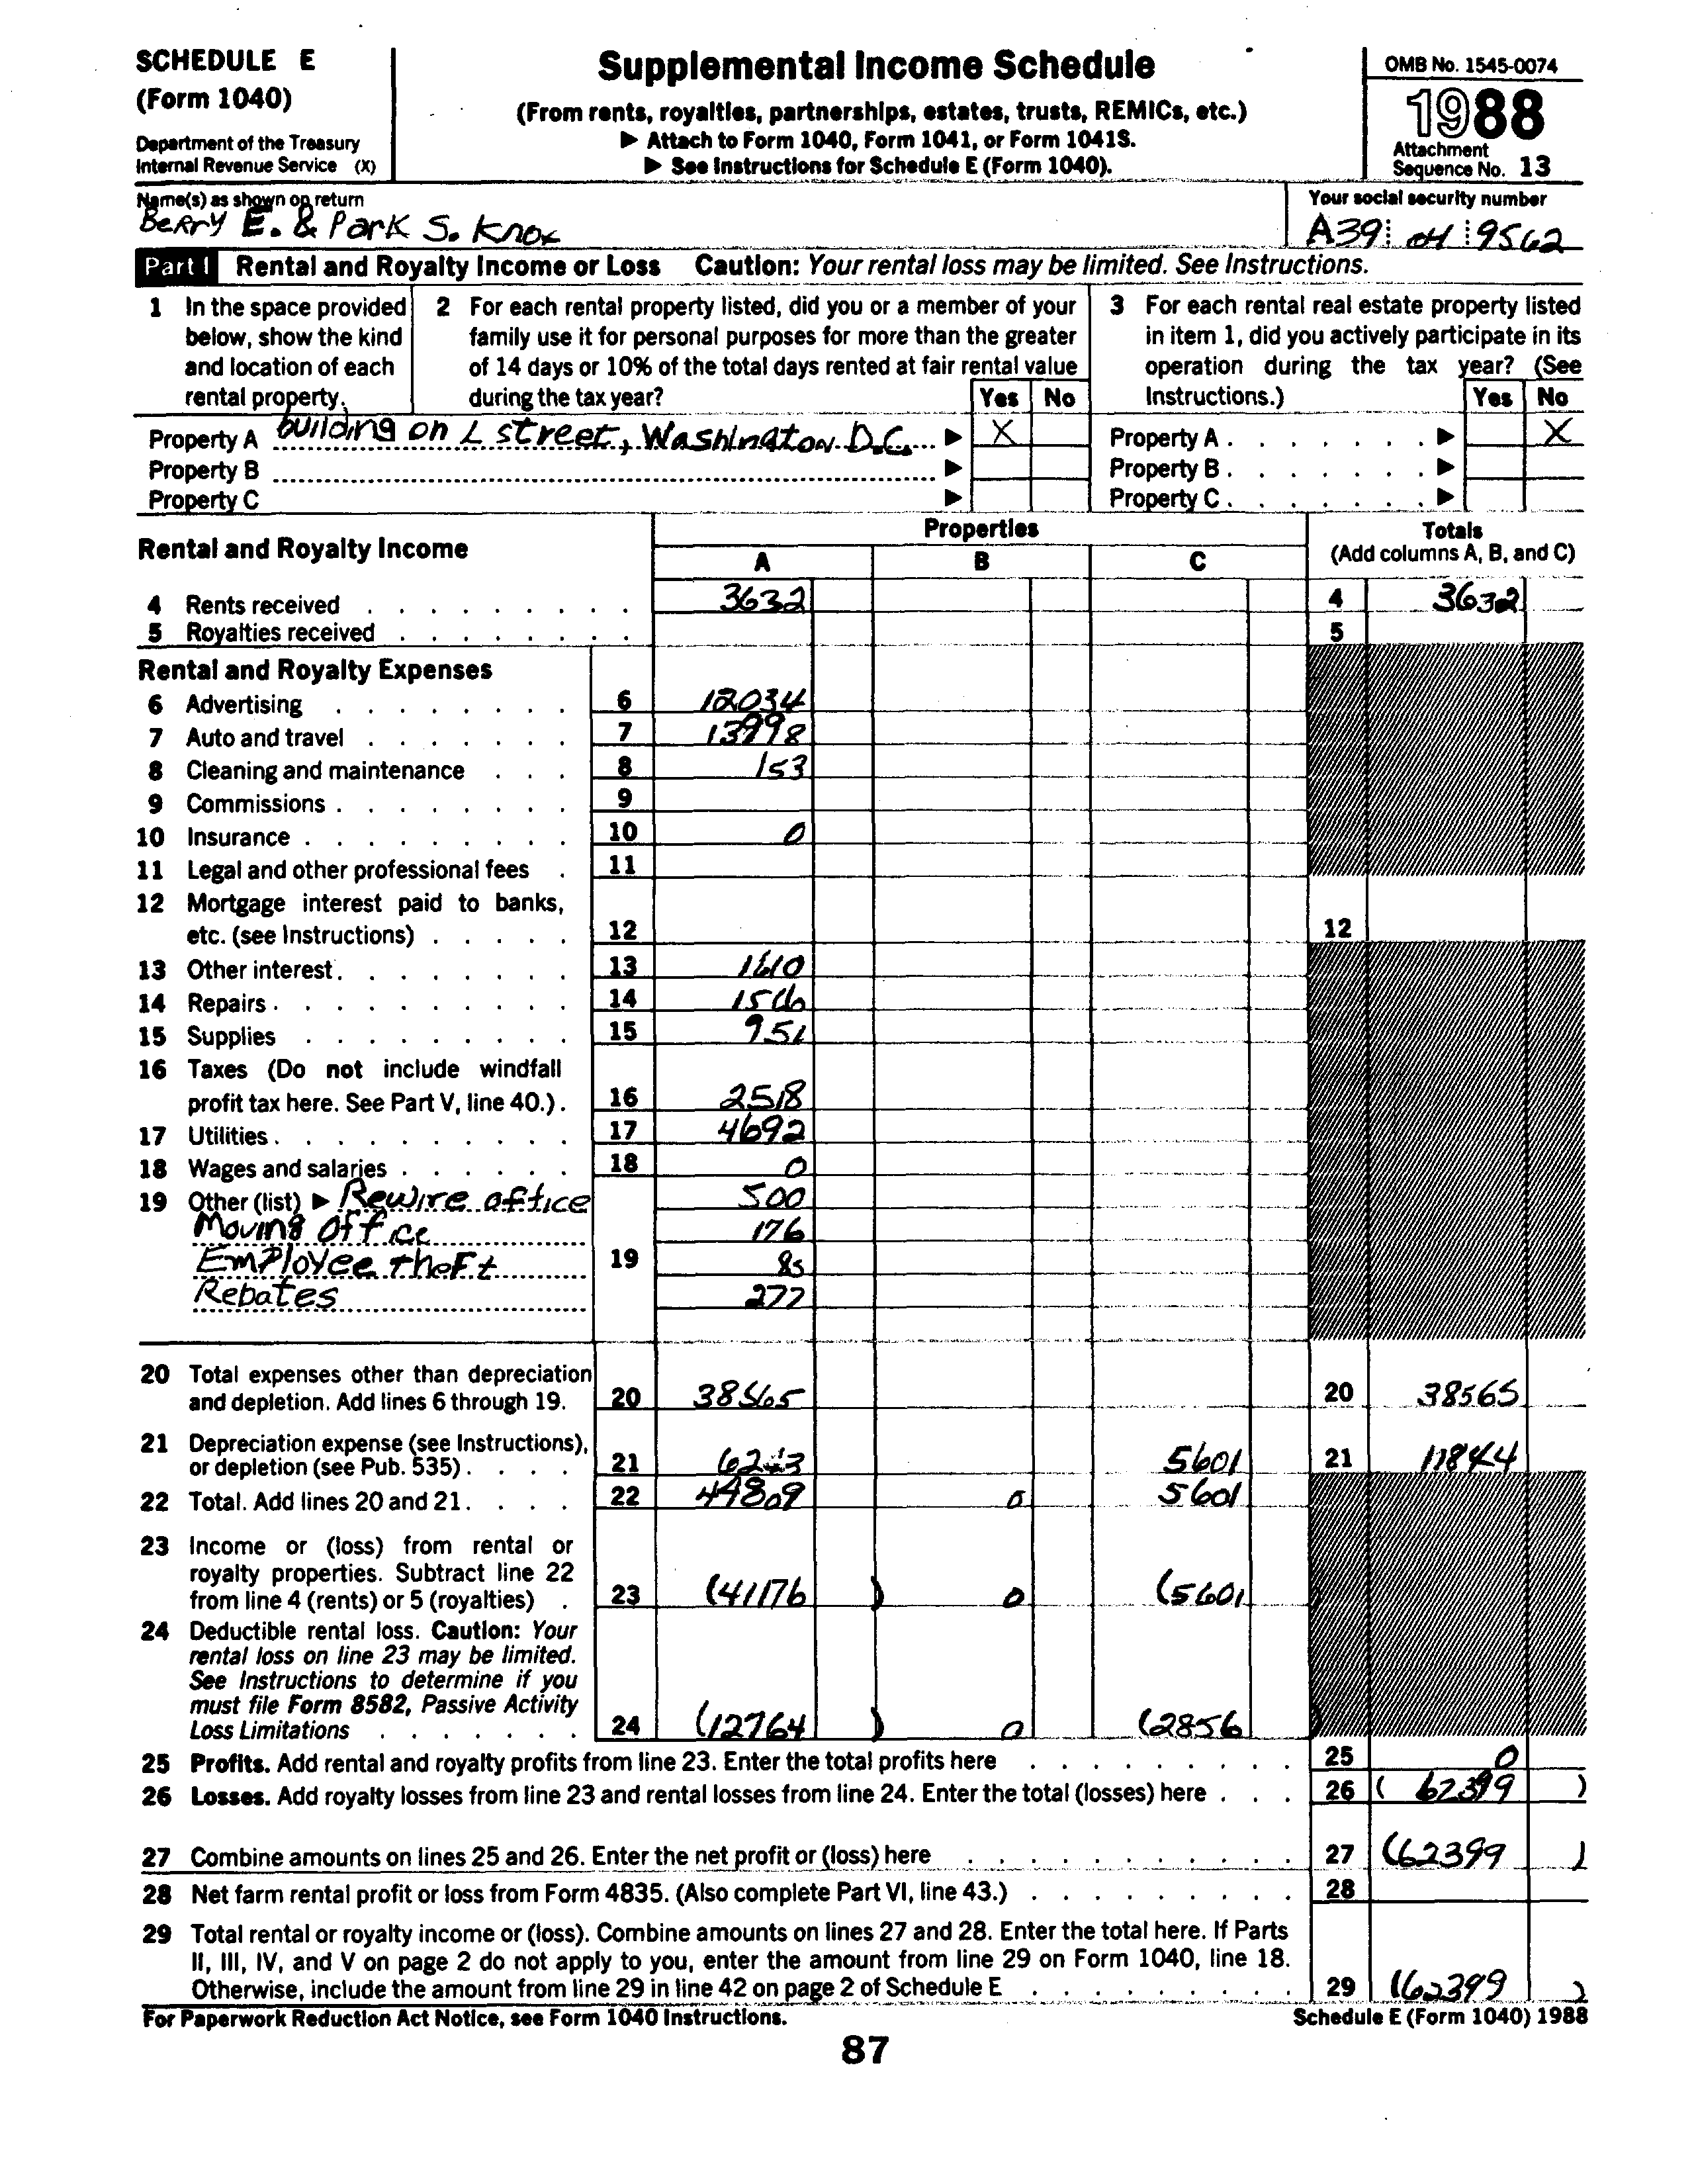 SCHEDULE E
(Form 1040)
Department of the Treasury
Internal Revenue Service (X)
Supplemental Income Schedule
(From rents, royalties, partnerships, estates, trusts, REMICs, etc.)
▶ Attach to Form 1040, Form 1041, or Form 1041S.
▶ See Instructions for Schedule E (Form 1040).
OMB No. 1545-0074
1988
Attachment
Sequence No. 13
Name(s) as shown on return
Berry E. & Park S. Knox
Your social security number
A39 04 9562
Part I Rental and Royalty Income or Loss Caution: Your rental loss may be limited. See Instructions.
1 In the space provided below, show the kind and location of each rental property.
2 For each rental property listed, did you or a member of your family use it for personal purposes for more than the greater of 14 days or 10% of the total days rented at fair rental value during the tax year? Yes No
3 For each rental real estate property listed in item 1, did you actively participate in its operation during the tax year? (See Instructions.) Yes No
Property A building on L street, Washington D.C. ▶ X Property A ▶ X
Property B ▶ Property B ▶
Property C ▶ Property C ▶
Rental and Royalty Income
Properties
A B C
Totals
(Add columns A, B, and C)
4 Rents received 3632 4 3632
5 Royalties received 5
Rental and Royalty Expenses
6 Advertising 6 12034
7 Auto and travel 7 13998
8 Cleaning and maintenance 8 153
9 Commissions 9
10 Insurance 10 0
11 Legal and other professional fees 11
12 Mortgage interest paid to banks,
etc. (see Instructions) 12 12
13 Other interest 13 1610
14 Repairs 14
15 Supplies 15 951
16 Taxes (Do not include windfall
profit tax here. See Part V, line 40.) 16 2518
17 Utilities 17 4692
18 Wages and salaries 18 0
19 Other (list) ▶ Rewire office 500
Moving office 176
Employee theft 19 85
Rebates 277
20 Total expenses other than depreciation
and depletion. Add lines 6 through 19. 20 38565 20 38565
21 Depreciation expense (see Instructions),
or depletion (see Pub. 535) 21 6243 5601 21 11844
22 Total. Add lines 20 and 21. 22 44809 0 5601
23 Income or (loss) from rental or
royalty properties. Subtract line 22
from line 4 (rents) or 5 (royalties) 23 (41176 ) 0 (5601
24 Deductible rental loss. Caution: Your
rental loss on line 23 may be limited.
See Instructions to determine if you
must file Form 8582, Passive Activity
Loss Limitations 24 (12764 ) 0 (2856 )
25 Profits. Add rental and royalty profits from line 23. Enter the total profits here 25 0
26 Losses. Add royalty losses from line 23 and rental losses from line 24. Enter the total (losses) here 26 ( 62399 )
27 Combine amounts on lines 25 and 26. Enter the net profit or (loss) here 27 (62399 )
28 Net farm rental profit or loss from Form 4835. (Also complete Part VI, line 43.) 28
29 Total rental or royalty income or (loss). Combine amounts on lines 27 and 28. Enter the total here. If Parts
II, III, IV, and V on page 2 do not apply to you, enter the amount from line 29 on Form 1040, line 18.
Otherwise, include the amount from line 29 in line 42 on page 2 of Schedule E 29 (62399 )
For Paperwork Reduction Act Notice, see Form 1040 Instructions.
Schedule E (Form 1040) 1988
87